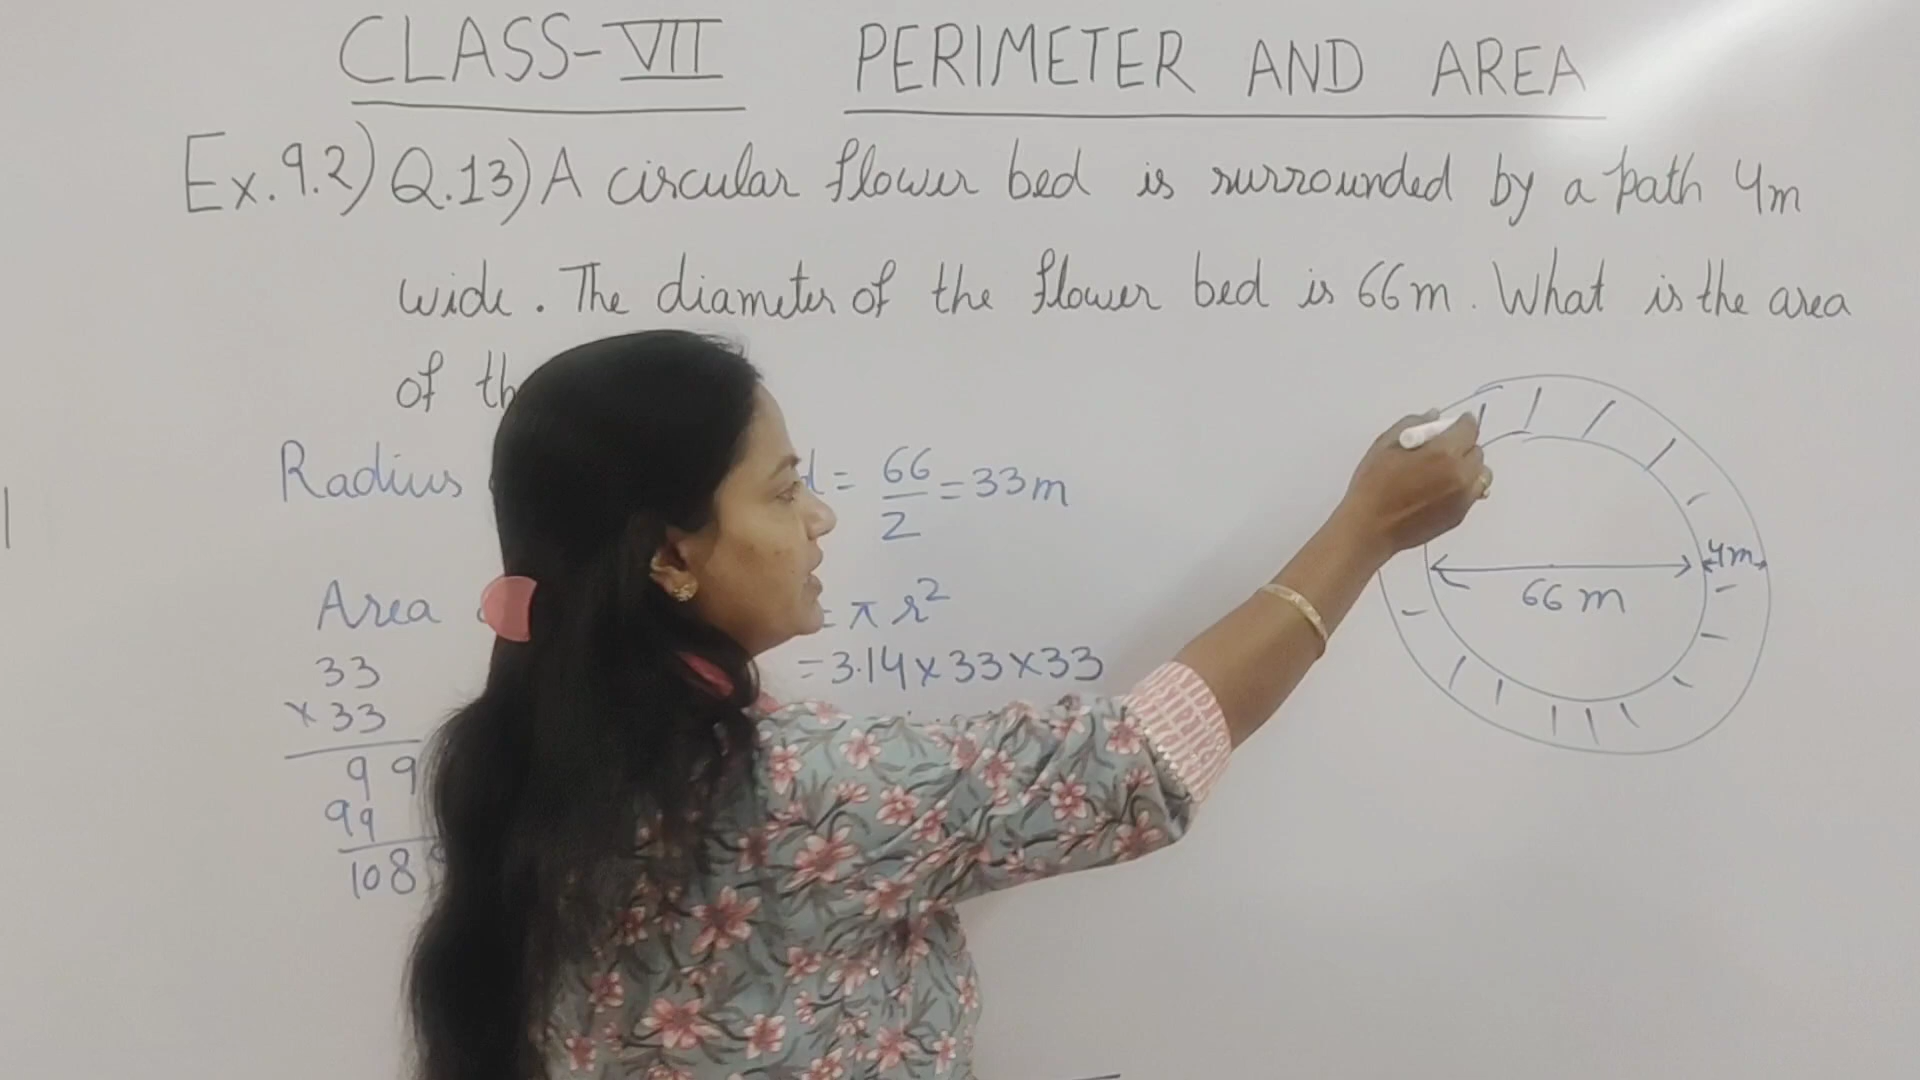 CLASS-VII PERIMETER AND AREA
Ex.9.2) Q.13) A circular flower bed is surrounded by a path 4m
wide. The diameter of the flower bed is 66m. What is the area
of th
Radius d = 66/2 = 33m
Area = π r²
= 3.14 × 33 × 33
33
× 33
99
99
108
66 m
4m